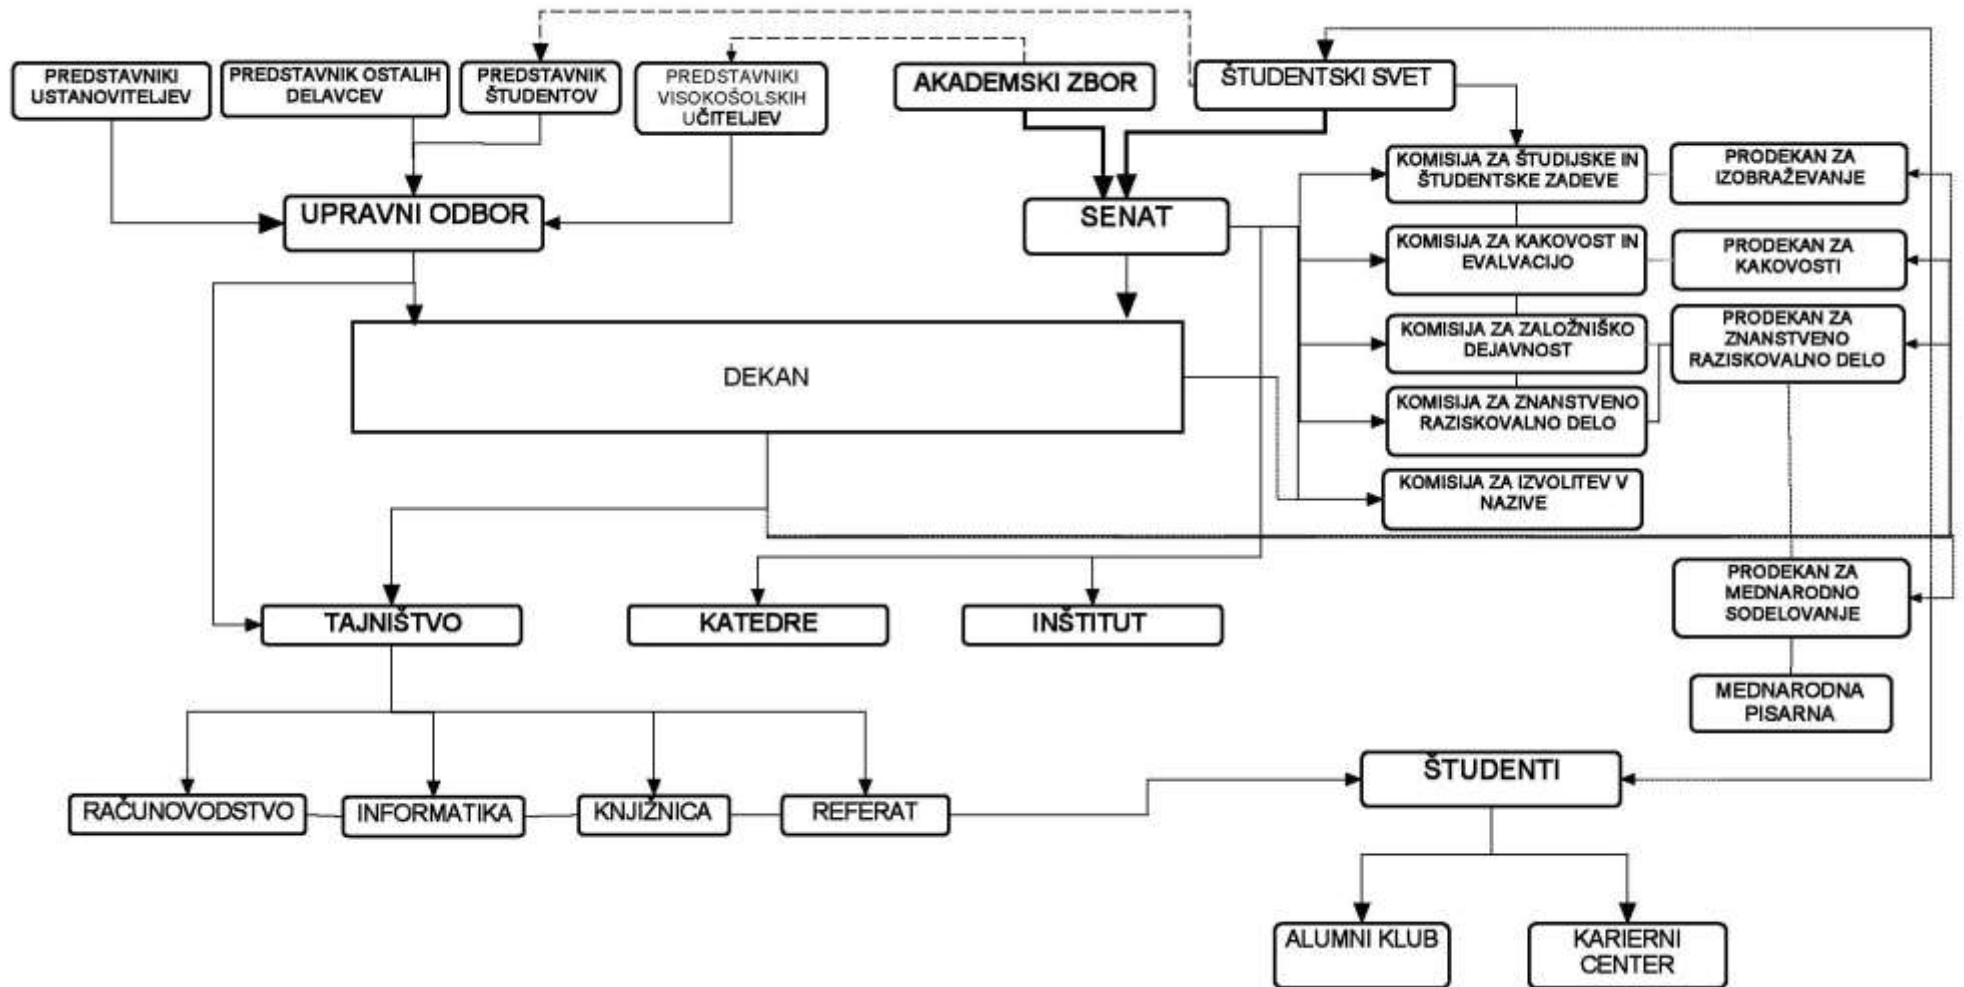 PREDSTAVNIKI
USTANOVITELJEV
PREDSTAVNIK OSTALIH
DELAVCEV
PREDSTAVNIK
ŠTUDENTOV
PREDSTAVNIKI
VISOKOŠOLSKIH
UČITELJEV
AKADEMSKI ZBOR
ŠTUDENTSKI SVET
KOMISIJA ZA ŠTUDIJSKE IN
ŠTUDENTSKE ZADEVE
PRODEKAN ZA
IZOBRAŽEVANJE
UPRAVNI ODBOR
SENAT
KOMISIJA ZA KAKOVOST IN
EVALVACIJO
PRODEKAN ZA
KAKOVOSTI
KOMISIJA ZA ZALOŽNIŠKO
DEJAVNOST
PRODEKAN ZA
ZNANSTVENO
RAZISKOVALNO DELO
DEKAN
KOMISIJA ZA ZNANSTVENO
RAZISKOVALNO DELO
KOMISIJA ZA IZVOLITEV V
NAZIVE
PRODEKAN ZA
MEDNARODNO
SODELOVANJE
TAJNIŠTVO
KATEDRE
INŠTITUT
MEDNARODNA
PISARNA
ŠTUDENTI
RAČUNOVODSTVO
INFORMATIKA
KNJIŽNICA
REFERAT
ALUMNI KLUB
KARIERNI
CENTER